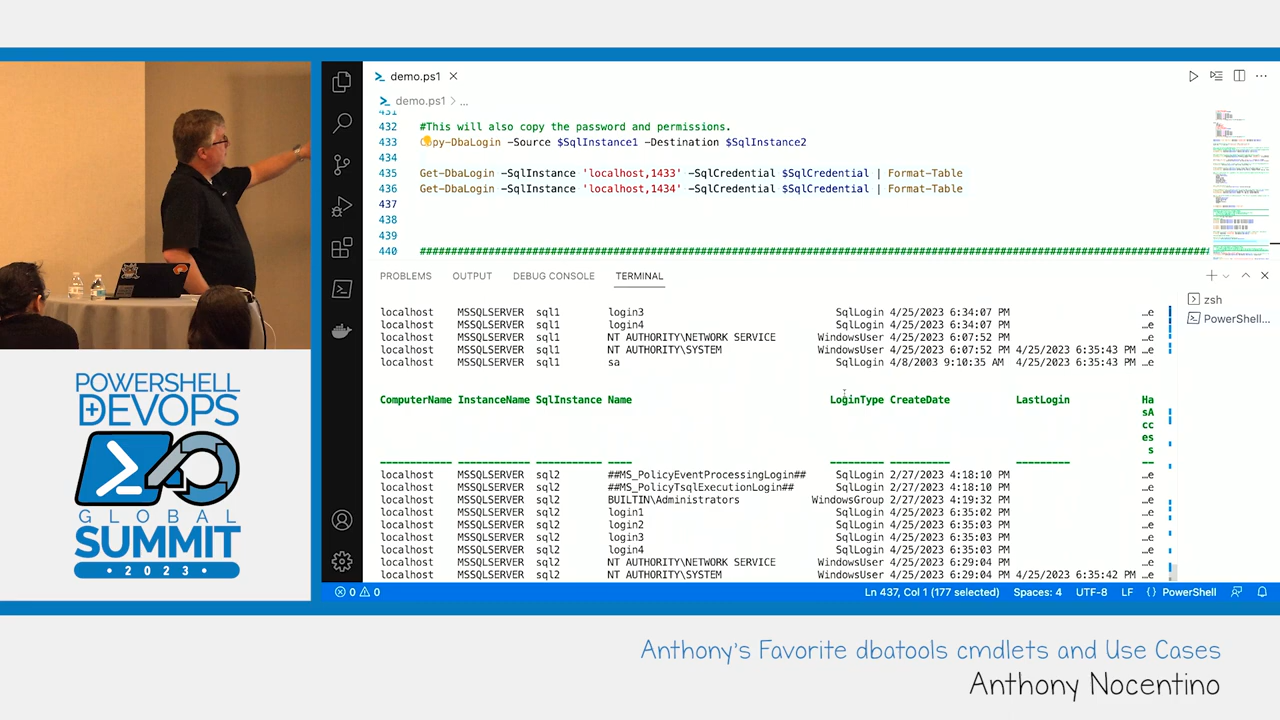 demo.ps1
demo.ps1 > ...
431
432 #This will also copy the password and permissions.
433 Copy-DbaLogin -Source $SqlInstance1 -Destination $SqlInstance2
434
435 Get-DbaLogin -SqlInstance 'localhost,1433' -SqlCredential $SqlCredential | Format-Table
436 Get-DbaLogin -SqlInstance 'localhost,1434' -SqlCredential $SqlCredential | Format-Table
437
438
439
440 ################################################################
PROBLEMS OUTPUT DEBUG CONSOLE TERMINAL
zsh
PowerShell...
localhost MSSQLSERVER sql1 login3 SqlLogin 4/25/2023 6:34:07 PM …e
localhost MSSQLSERVER sql1 login4 SqlLogin 4/25/2023 6:34:07 PM …e
localhost MSSQLSERVER sql1 NT AUTHORITY\NETWORK SERVICE WindowsUser 4/25/2023 6:07:52 PM …e
localhost MSSQLSERVER sql1 NT AUTHORITY\SYSTEM WindowsUser 4/25/2023 6:07:52 PM 4/25/2023 6:35:43 PM …e
localhost MSSQLSERVER sql1 sa SqlLogin 4/8/2003 9:10:35 AM 4/25/2023 6:35:43 PM …e
ComputerName InstanceName SqlInstance Name LoginType CreateDate LastLogin Ha
sA
cc
es
s
------------ ------------ ----------- ---- --------- ---------- --------- --
localhost MSSQLSERVER sql2 ##MS_PolicyEventProcessingLogin## SqlLogin 2/27/2023 4:18:10 PM …e
localhost MSSQLSERVER sql2 ##MS_PolicyTsqlExecutionLogin## SqlLogin 2/27/2023 4:18:10 PM …e
localhost MSSQLSERVER sql2 BUILTIN\Administrators WindowsGroup 2/27/2023 4:19:32 PM …e
localhost MSSQLSERVER sql2 login1 SqlLogin 4/25/2023 6:35:02 PM …e
localhost MSSQLSERVER sql2 login2 SqlLogin 4/25/2023 6:35:03 PM …e
localhost MSSQLSERVER sql2 login3 SqlLogin 4/25/2023 6:35:03 PM …e
localhost MSSQLSERVER sql2 login4 SqlLogin 4/25/2023 6:35:03 PM …e
localhost MSSQLSERVER sql2 NT AUTHORITY\NETWORK SERVICE WindowsUser 4/25/2023 6:29:04 PM …e
localhost MSSQLSERVER sql2 NT AUTHORITY\SYSTEM WindowsUser 4/25/2023 6:29:04 PM 4/25/2023 6:35:42 PM …e
0 0 Ln 437, Col 1 (177 selected) Spaces: 4 UTF-8 LF PowerShell
POWERSHELL
+DEVOPS
GLOBAL
SUMMIT
• 2023 •
Anthony's Favorite dbatools cmdlets and Use Cases
Anthony Nocentino